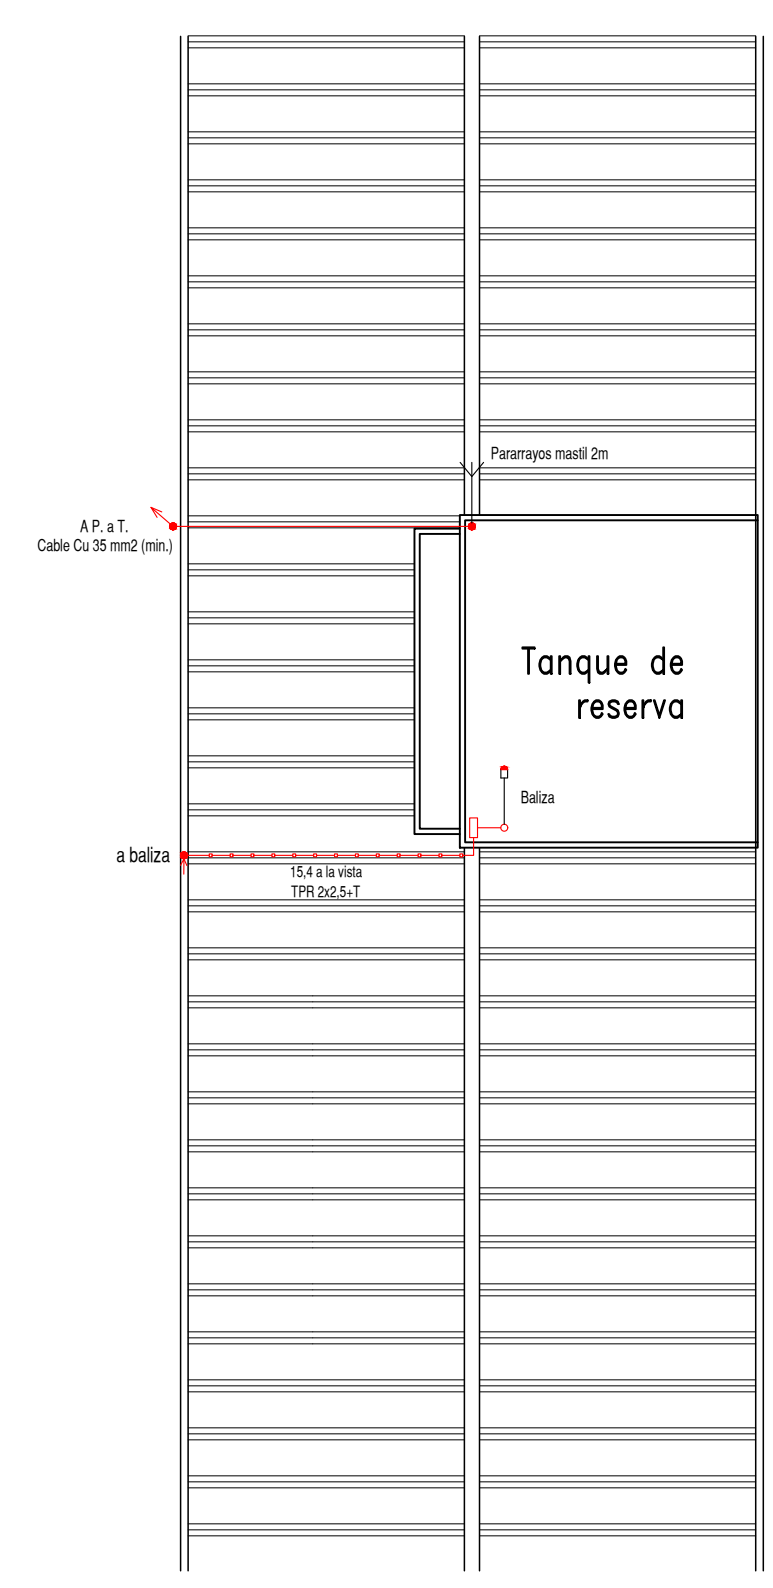 Pararrayos mastil 2m
A P. a T.
Cable Cu 35 mm2 (min.)
Tanque de
reserva
Baliza
a baliza
15,4 a la vista
TPR 2x2,5+T